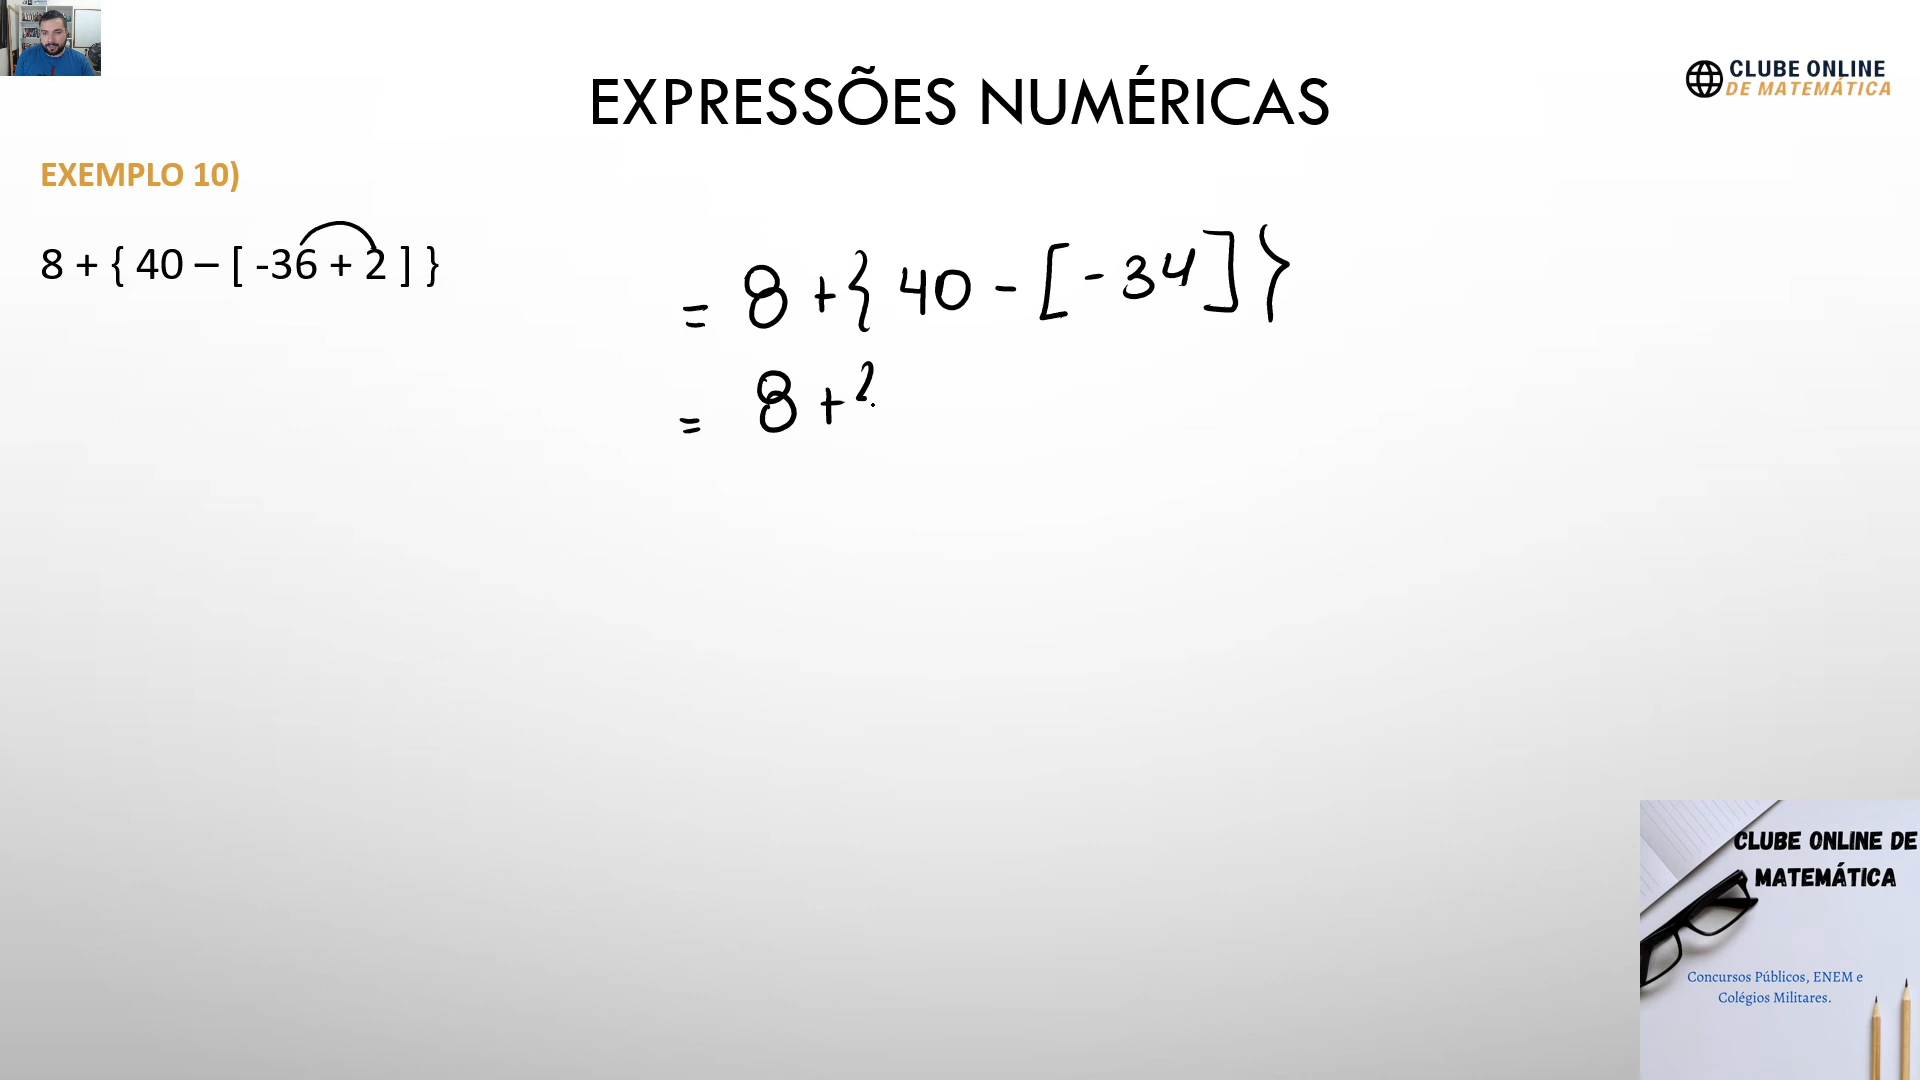 EXPRESSÕES NUMÉRICAS
CLUBE ONLINE
DE MATEMÁTICA
EXEMPLO 10)
8 + { 40 – [ -36 + 2 ] }
= 8 + { 40 - [ - 34 ] }
= 8 +
CLUBE ONLINE DE
MATEMÁTICA
Concursos Públicos, ENEM e
Colégios Militares.